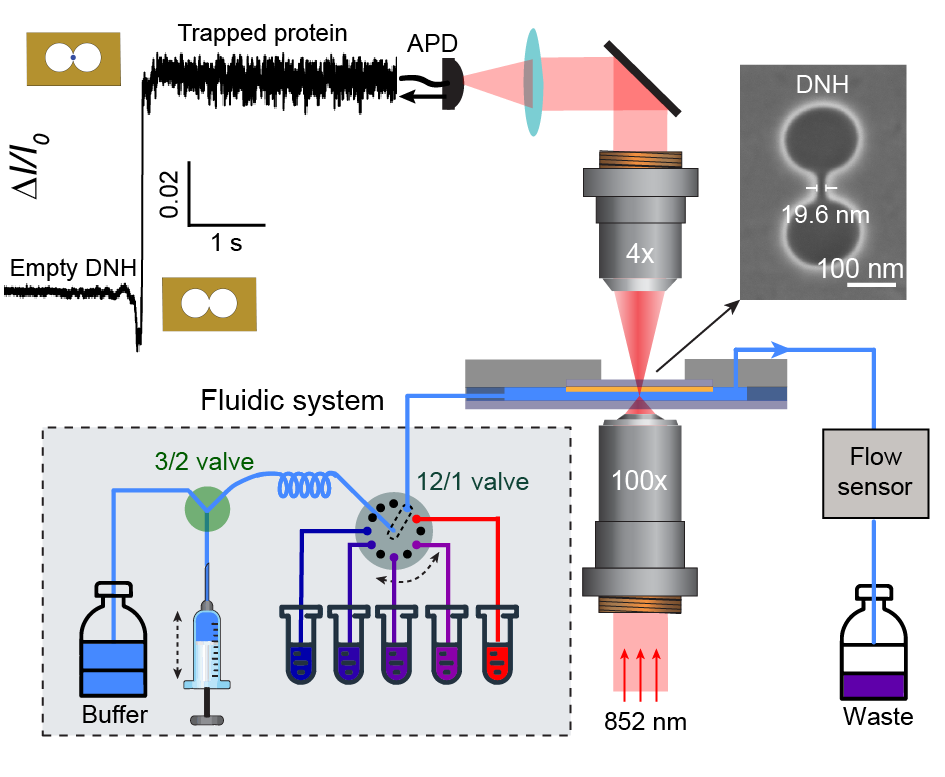 Trapped protein
APD
DNH
ΔI/I0
0.02
1 s
19.6 nm
4x
Empty DNH
100 nm
Fluidic system
3/2 valve
12/1 valve
100x
Flow
sensor
Buffer
852 nm
Waste